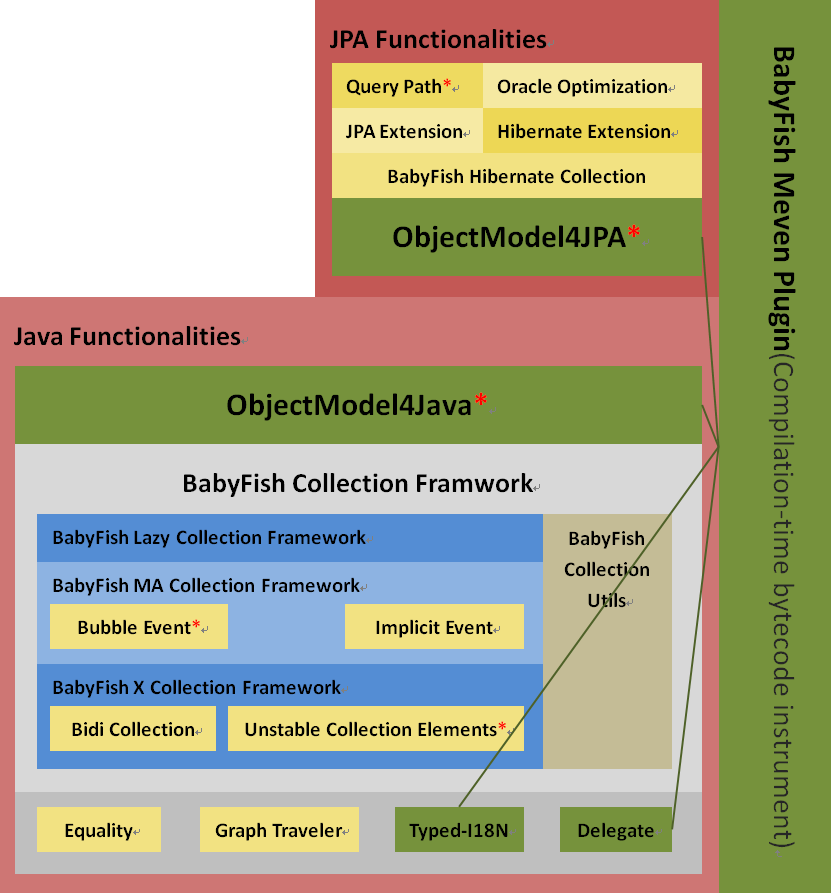 JPA Functionalities
Query Path*
Oracle Optimization
JPA Extension
Hibernate Extension
BabyFish Hibernate Collection
ObjectModel4JPA*
Java Functionalities
ObjectModel4Java*
BabyFish Collection Framwork
BabyFish Lazy Collection Framework
BabyFish MA Collection Framework
Bubble Event*
Implicit Event
BabyFish X Collection Framework
Bidi Collection
Unstable Collection Elements*
BabyFish
Collection
Utils
Equality
Graph Traveler
Typed-I18N
Delegate
BabyFish Meven Plugin(Compilation-time bytecode instrument)